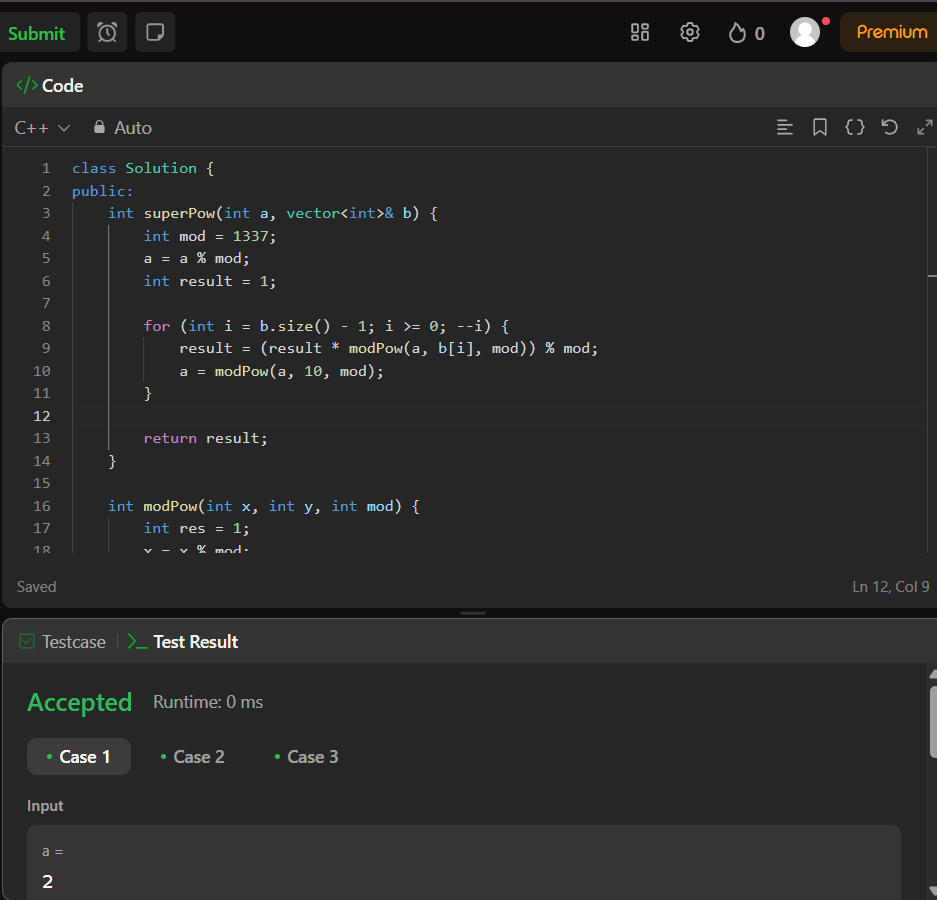 Submit
0
Premium
</> Code
C++
Auto
1 class Solution {
2 public:
3     int superPow(int a, vector<int>& b) {
4         int mod = 1337;
5         a = a % mod;
6         int result = 1;
7
8         for (int i = b.size() - 1; i >= 0; --i) {
9             result = (result * modPow(a, b[i], mod)) % mod;
10             a = modPow(a, 10, mod);
11         }
12
13         return result;
14     }
15
16     int modPow(int x, int y, int mod) {
17         int res = 1;
18         x = x % mod;
Saved
Ln 12, Col 9
Testcase
Test Result
Accepted
Runtime: 0 ms
• Case 1
• Case 2
• Case 3
Input
a =
2